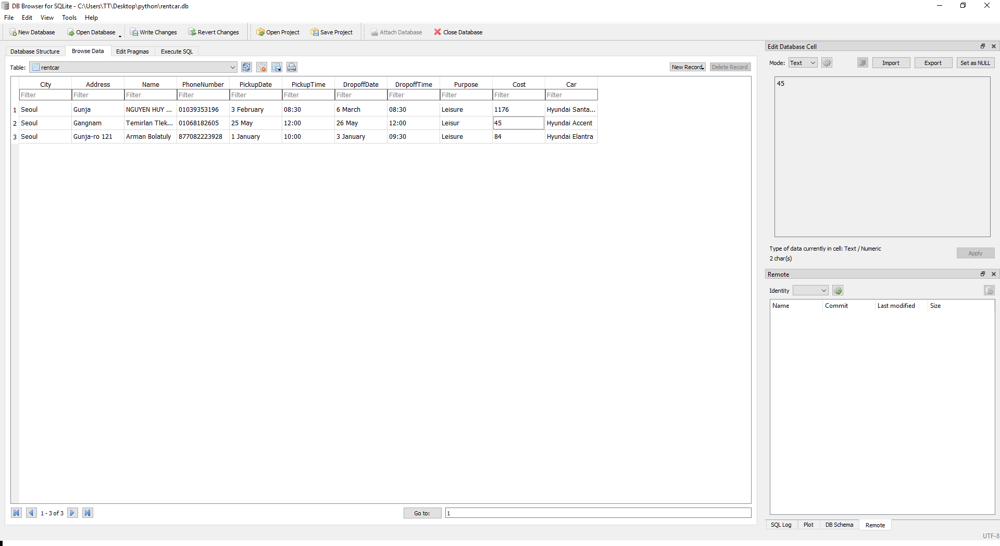 DB Browser for SQLite - C:\Users\TT\Desktop\python\rentcar.db
File Edit View Tools Help
New Database Open Database Write Changes Revert Changes Open Project Save Project Attach Database Close Database
Database Structure Browse Data Edit Pragmas Execute SQL
Table: rentcar New Record Delete Record
City Address Name PhoneNumber PickupDate PickupTime DropoffDate DropoffTime Purpose Cost Car
Filter Filter Filter Filter Filter Filter Filter Filter Filter Filter Filter
1 Seoul Gunja NGUYEN HUY ... 01039353196 3 February 08:30 6 March 08:30 Leisure 1176 Hyundai Santa...
2 Seoul Gangnam Temirlan Tlek... 01068182605 25 May 12:00 26 May 12:00 Leisur 45 Hyundai Accent
3 Seoul Gunja-ro 121 Arman Bolatuly 877082223928 1 January 10:00 3 January 09:30 Leisure 84 Hyundai Elantra
1 - 3 of 3 Go to: 1
Edit Database Cell
Mode: Text Import Export Set as NULL
45
Type of data currently in cell: Text / Numeric
2 char(s)
Apply
Remote
Identity
Name Commit Last modified Size
SQL Log Plot DB Schema Remote
UTF-8